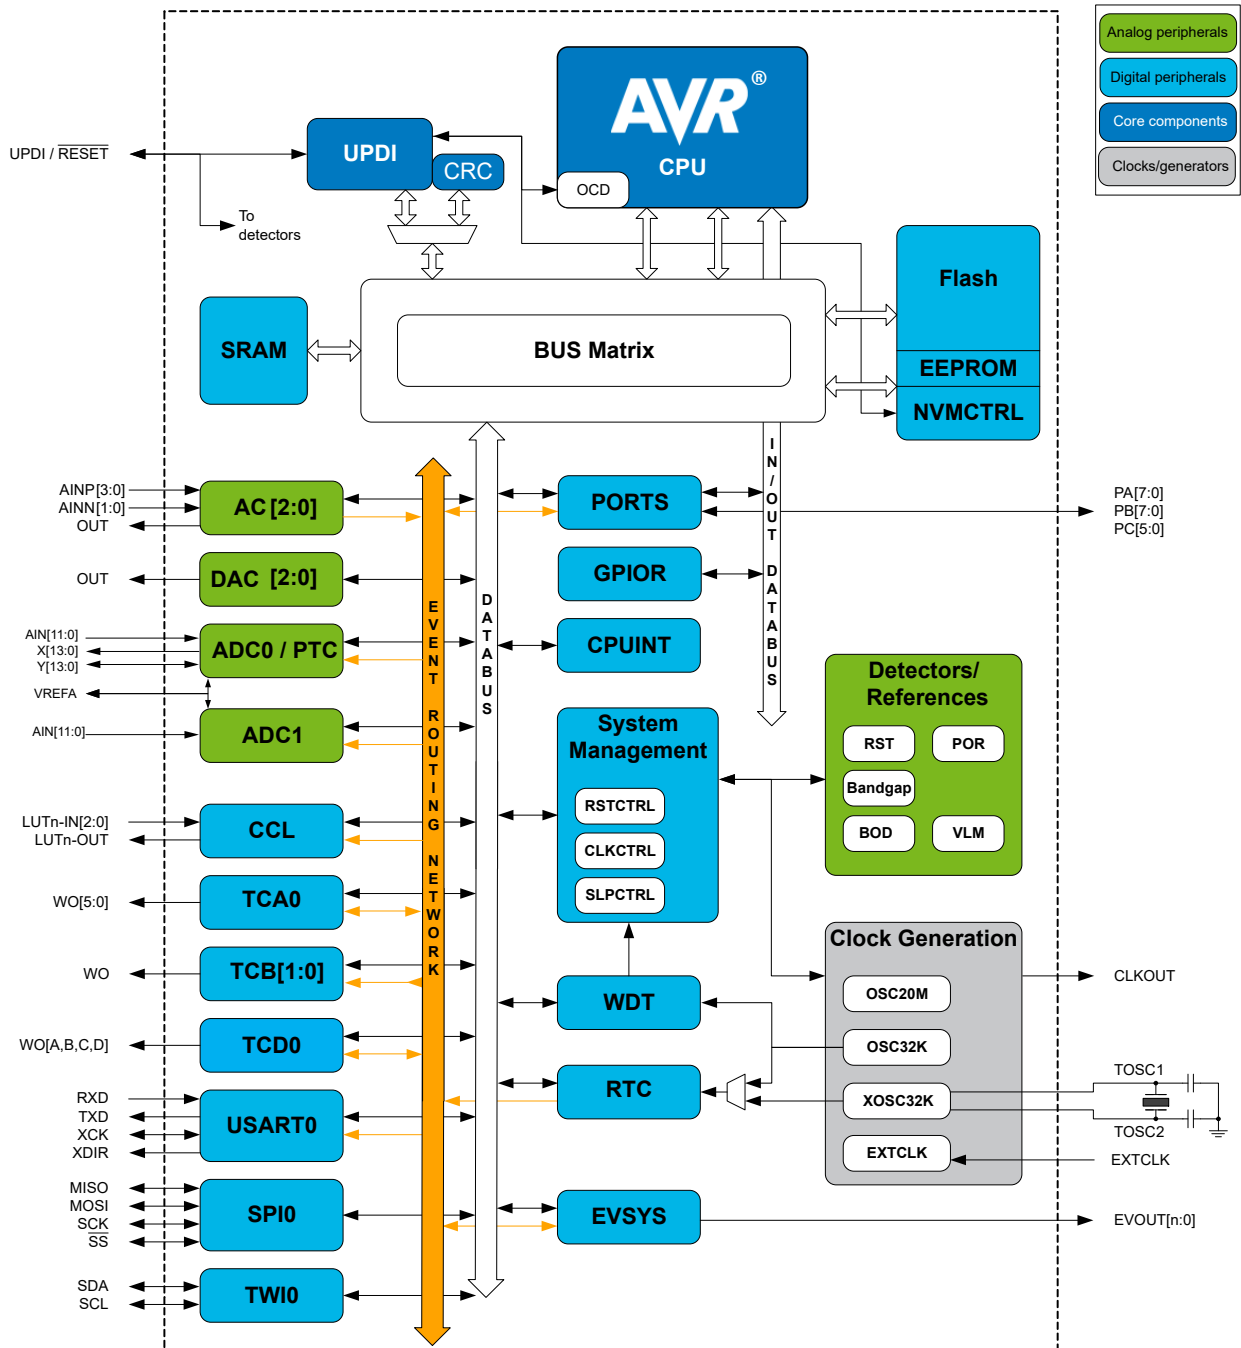 Analog peripherals
Digital peripherals
Core components
Clocks/generators
AVR®
CPU
OCD
UPDI / RESET
UPDI
CRC
To
detectors
Flash
EEPROM
NVMCTRL
SRAM
BUS Matrix
AINP[3:0]
AINN[1:0]
OUT
AC [2:0]
PORTS
PA[7:0]
PB[7:0]
PC[5:0]
OUT
DAC [2:0]
GPIOR
AIN[11:0]
X[13:0]
Y[13:0]
ADC0 / PTC
CPUINT
VREFA
AIN[11:0]
ADC1
EVENT ROUTING NETWORK
DATABUS
IN/OUT DATABUS
System
Management
RSTCTRL
CLKCTRL
SLPCTRL
Detectors/
References
RST
POR
Bandgap
BOD
VLM
LUTn-IN[2:0]
LUTn-OUT
CCL
WO[5:0]
TCA0
WO
TCB[1:0]
WDT
Clock Generation
OSC20M
OSC32K
XOSC32K
EXTCLK
CLKOUT
WO[A,B,C,D]
TCD0
RTC
TOSC1
TOSC2
EXTCLK
RXD
TXD
XCK
XDIR
USART0
MISO
MOSI
SCK
SS
SPI0
EVSYS
EVOUT[n:0]
SDA
SCL
TWI0